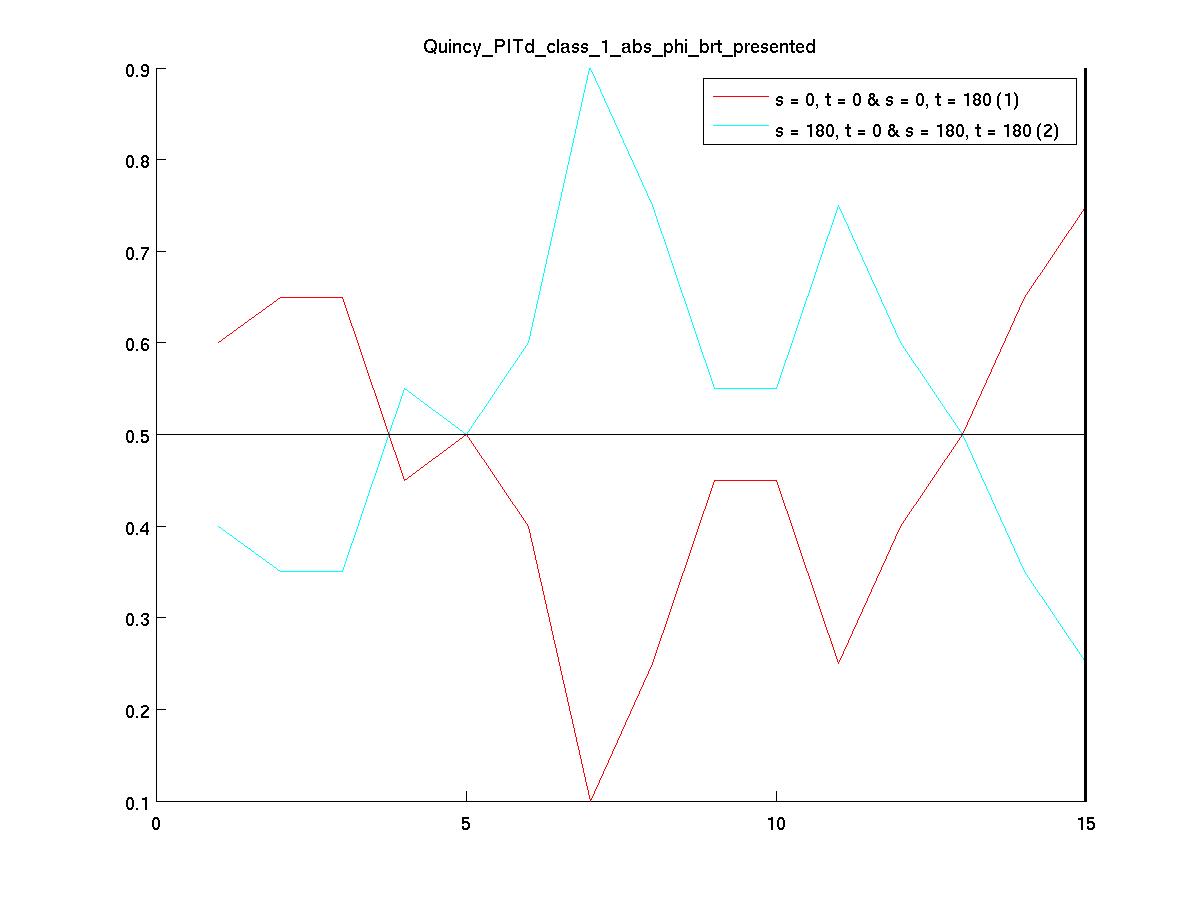 Quincy_PITd_class_1_abs_phi_brt_presented
s = 0, t = 0 & s = 0, t = 180 (1)
s = 180, t = 0 & s = 180, t = 180 (2)
0.9
0.8
0.7
0.6
0.5
0.4
0.3
0.2
0.1
0 5 10 15